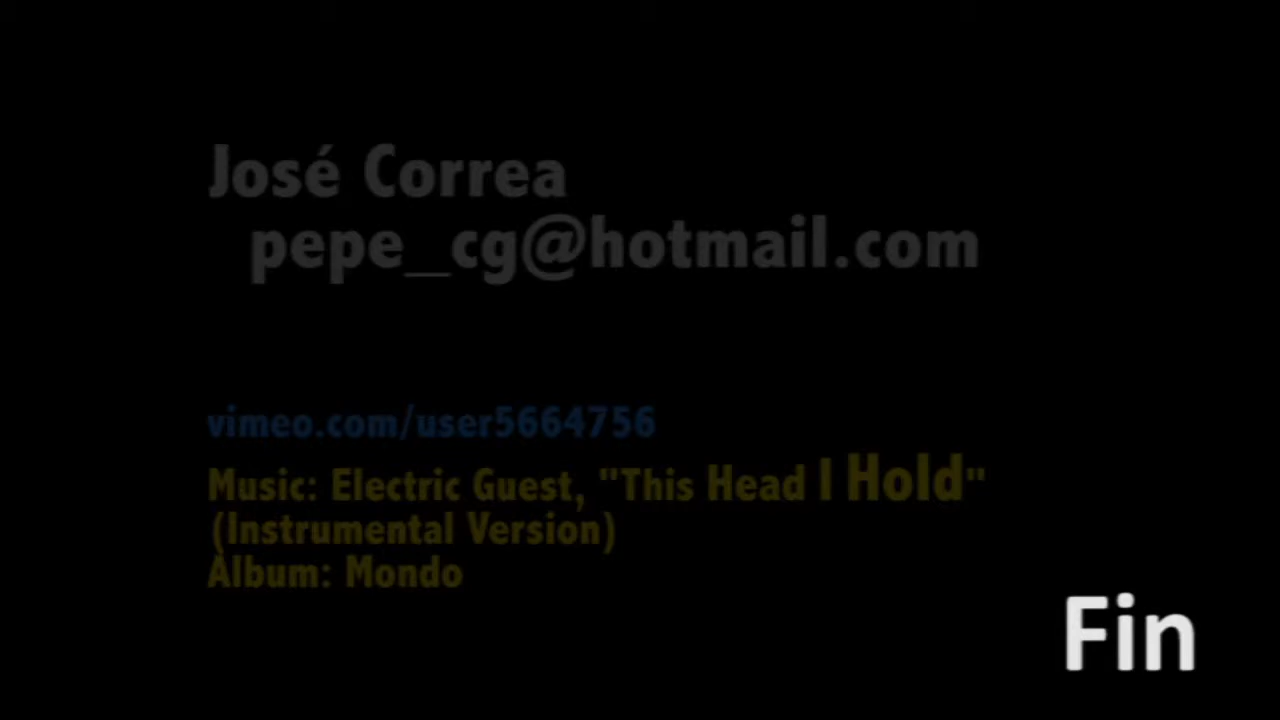 José Correa
pepe_cg@hotmail.com
vimeo.com/user5664756
Music: Electric Guest, "This Head I Hold"
(Instrumental Version)
Album: Mondo
Fin